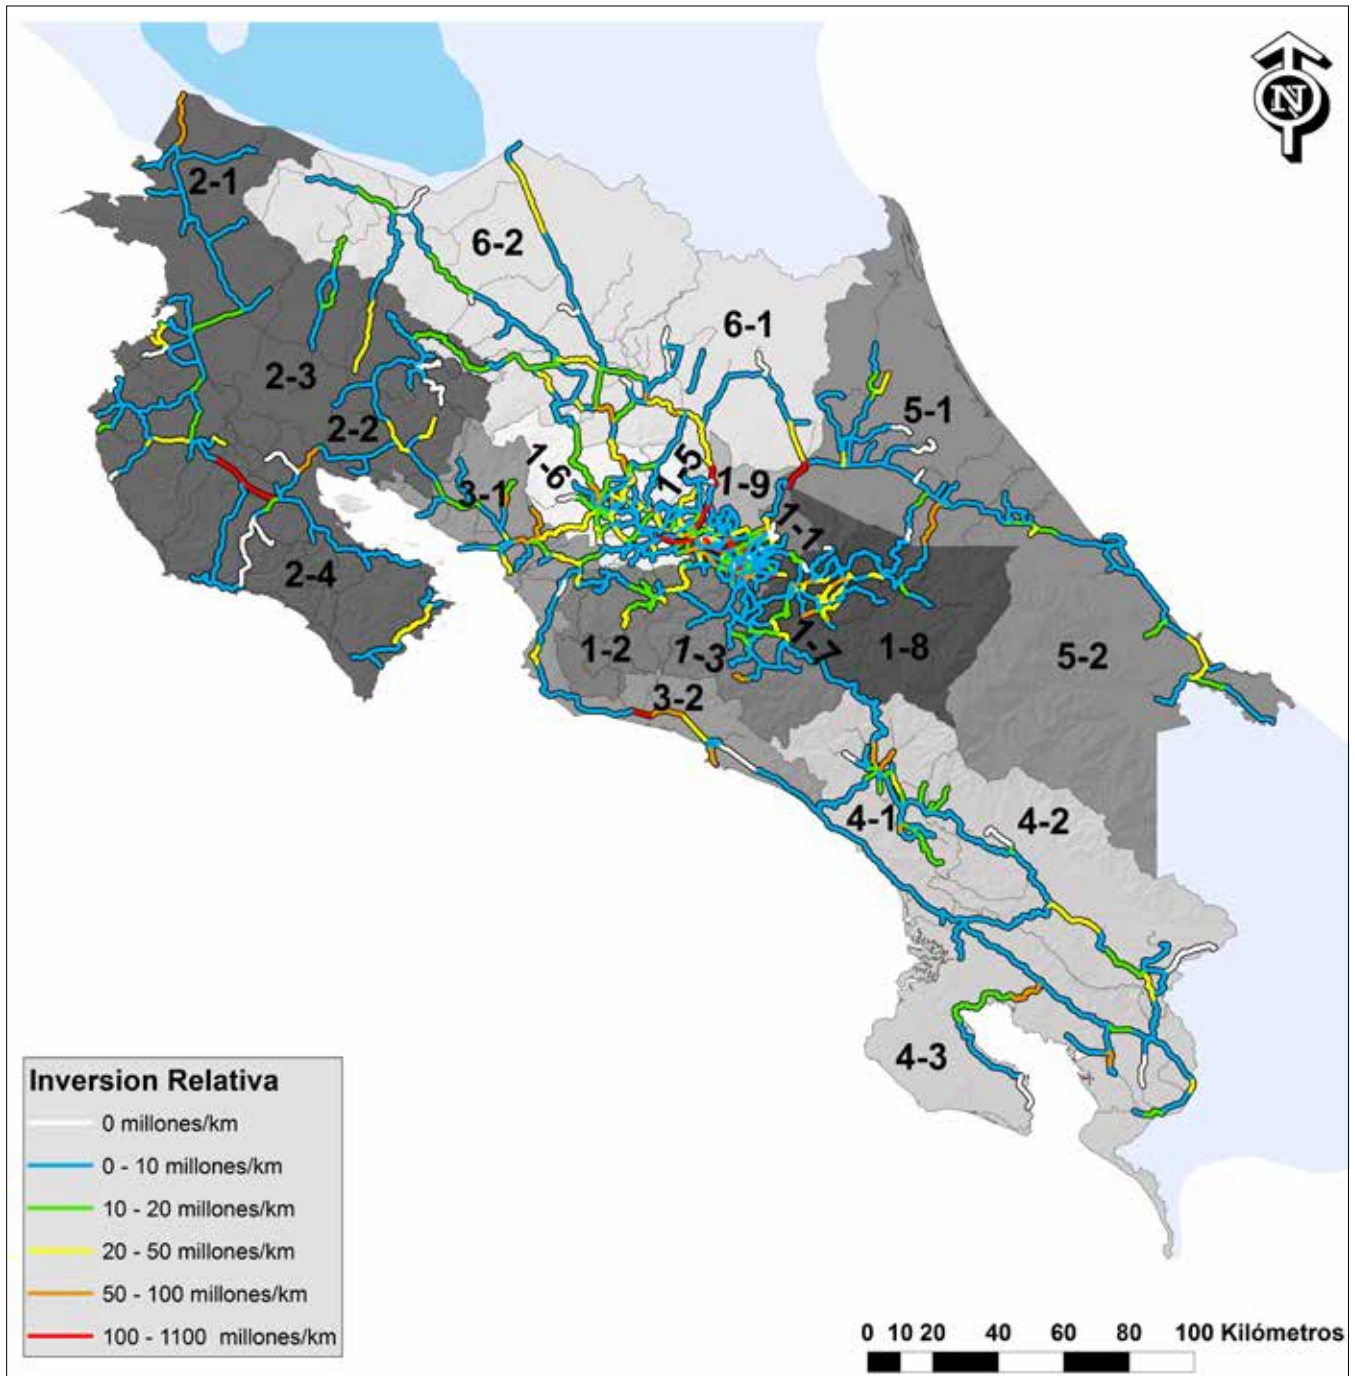 N
2-1
6-2
6-1
2-3
5-1
2-2
1-6
1-5
1-9
3-1
1-1
2-4
1-2
1-3
1-7
1-8
5-2
3-2
4-1
4-2
4-3
Inversion Relativa
0 millones/km
0 - 10 millones/km
10 - 20 millones/km
20 - 50 millones/km
50 - 100 millones/km
100 - 1100 millones/km
0 10 20 40 60 80 100 Kilómetros